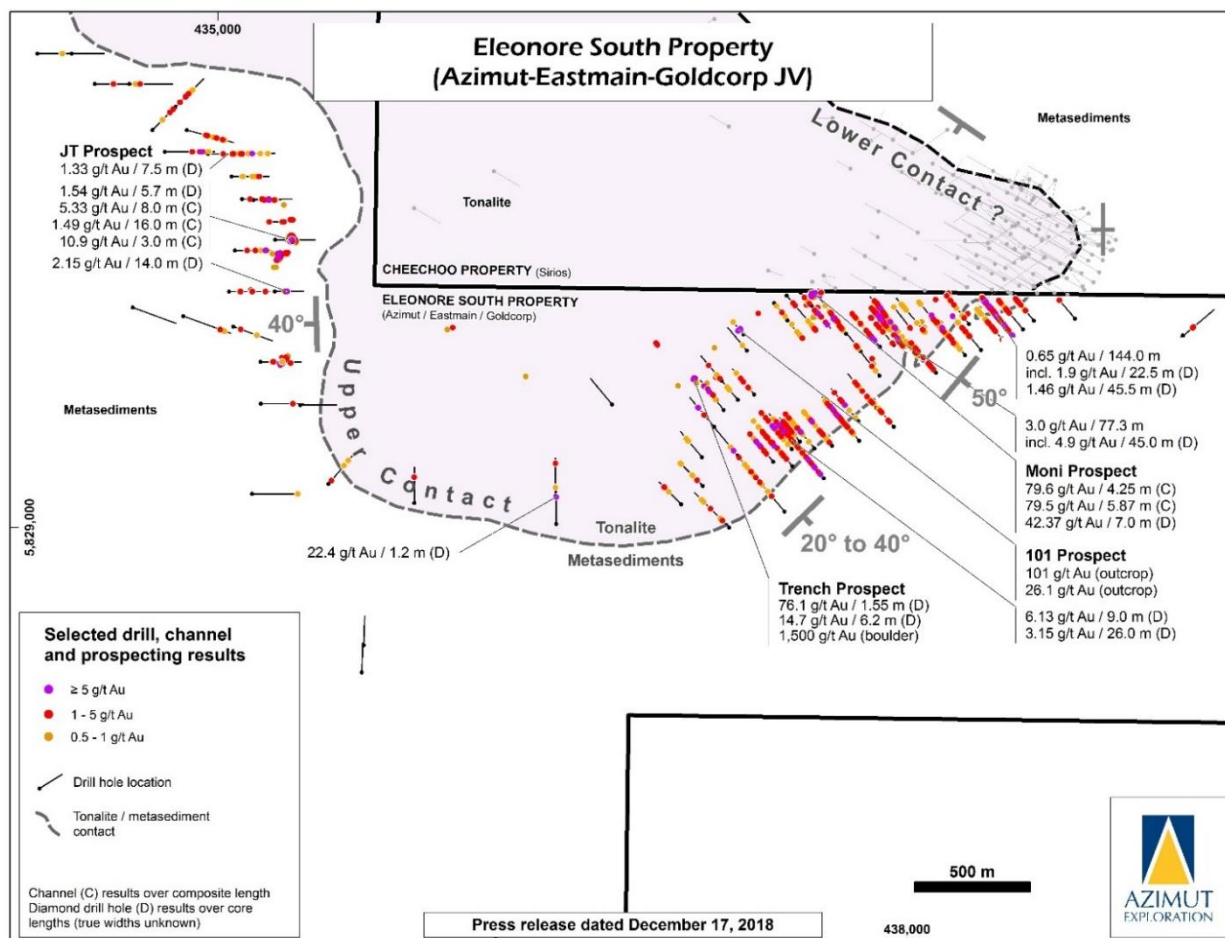 435,000
Eleonore South Property
(Azimut-Eastmain-Goldcorp JV)
Metasediments
Lower Contact ?
JT Prospect
1.33 g/t Au / 7.5 m (D)
1.54 g/t Au / 5.7 m (D)
5.33 g/t Au / 8.0 m (C)
1.49 g/t Au / 16.0 m (C)
10.9 g/t Au / 3.0 m (C)
2.15 g/t Au / 14.0 m (D)
Tonalite
CHEECHOO PROPERTY (Sirios)
ELEONORE SOUTH PROPERTY
(Azimut / Eastmain / Goldcorp)
40°
Metasediments
Upper Contact
50°
0.65 g/t Au / 144.0 m
incl. 1.9 g/t Au / 22.5 m (D)
1.46 g/t Au / 45.5 m (D)
3.0 g/t Au / 77.3 m
incl. 4.9 g/t Au / 45.0 m (D)
Moni Prospect
79.6 g/t Au / 4.25 m (C)
79.5 g/t Au / 5.87 m (C)
42.37 g/t Au / 7.0 m (D)
101 Prospect
101 g/t Au (outcrop)
26.1 g/t Au (outcrop)
6.13 g/t Au / 9.0 m (D)
3.15 g/t Au / 26.0 m (D)
5,829,000
22.4 g/t Au / 1.2 m (D)
Tonalite
Metasediments
20° to 40°
Trench Prospect
76.1 g/t Au / 1.55 m (D)
14.7 g/t Au / 6.2 m (D)
1,500 g/t Au (boulder)
Selected drill, channel
and prospecting results
≥ 5 g/t Au
1 - 5 g/t Au
0.5 - 1 g/t Au
Drill hole location
Tonalite / metasediment
contact
Channel (C) results over composite length
Diamond drill hole (D) results over core
lengths (true widths unknown)
Press release dated December 17, 2018
500 m
438,000
AZIMUT
EXPLORATION